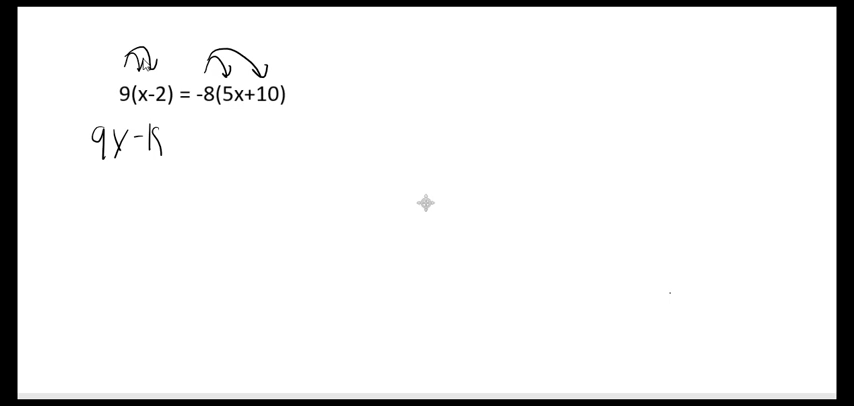 9(x-2) = -8(5x+10)
9x-18